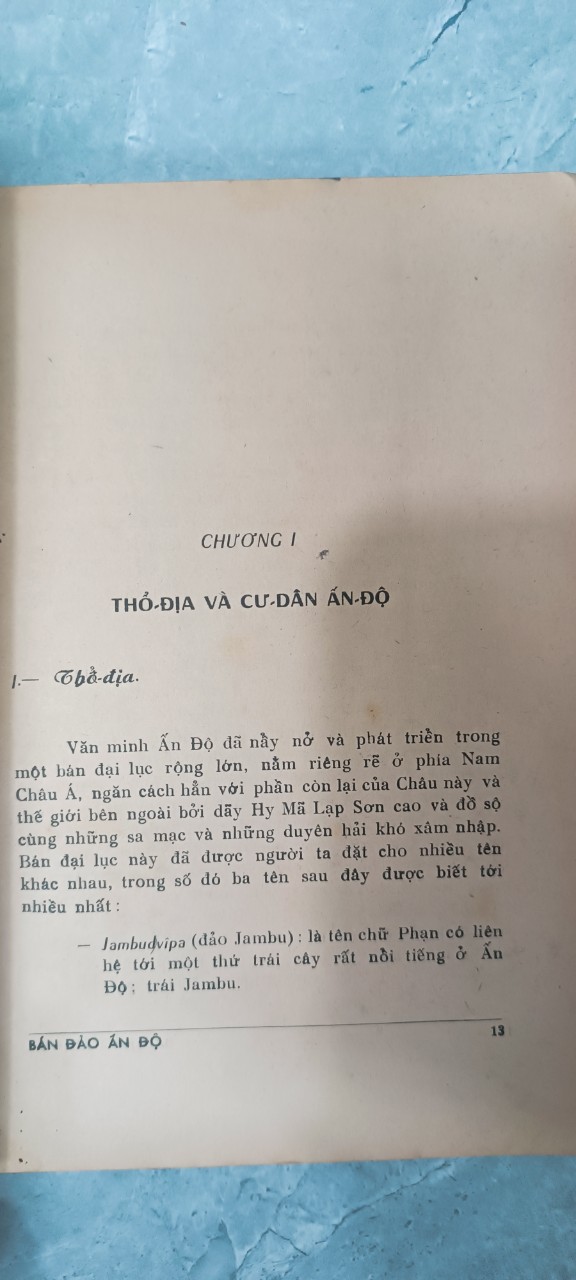 CHƯƠNG I
THỔ-ĐỊA VÀ CƯ-DÂN ẤN-ĐỘ
I.— Thổ-địa.
Văn minh Ấn Độ đã nẩy nở và phát triển trong
một bán đại lục rộng lớn, nằm riêng rẽ ở phía Nam
Châu Á, ngăn cách hẳn với phần còn lại của Châu này và
thế giới bên ngoài bởi dãy Hy Mã Lạp Sơn cao và đồ sộ
cùng những sa mạc và những duyên hải khó xâm nhập.
Bán đại lục này đã được người ta đặt cho nhiều tên
khác nhau, trong số đó ba tên sau đây được biết tới
nhiều nhất :
— Jambudvipa (đảo Jambu) : là tên chữ Phạn có liên
hệ tới một thứ trái cây rất nổi tiếng ở Ấn
Độ ; trái Jambu.
BÁN ĐẢO ẤN ĐỘ
13